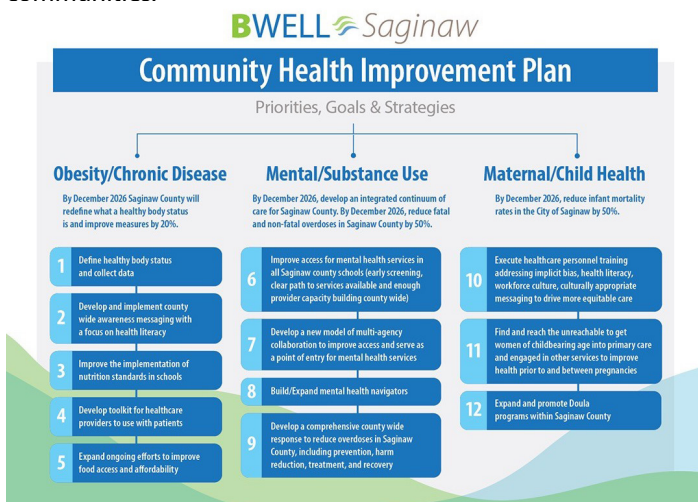 communities.
BWELL Saginaw
Community Health Improvement Plan
Priorities, Goals & Strategies
Obesity/Chronic Disease
By December 2026 Saginaw County will
redefine what a healthy body status
is and improve measures by 20%.
1
Define healthy body status
and collect data
2
Develop and implement county
wide awareness messaging with
a focus on health literacy
3
Improve the implementation of
nutrition standards in schools
4
Develop toolkit for healthcare
providers to use with patients
5
Expand ongoing efforts to improve
food access and affordability
Mental/Substance Use
By December 2026, develop an integrated continuum of
care for Saginaw County. By December 2026, reduce fatal
and non-fatal overdoses in Saginaw County by 50%.
6
Improve access for mental health services in
all Saginaw county schools (early screening,
clear path to services available and enough
provider capacity building county wide)
7
Develop a new model of multi-agency
collaboration to improve access and serve as
a point of entry for mental health services
8
Build/Expand mental health navigators
9
Develop a comprehensive county wide
response to reduce overdoses in Saginaw
County, including prevention, harm
reduction, treatment, and recovery
Maternal/Child Health
By December 2026, reduce infant mortality
rates in the City of Saginaw by 50%.
10
Execute healthcare personnel training
addressing implicit bias, health literacy,
workforce culture, culturally appropriate
messaging to drive more equitable care
11
Find and reach the unreachable to get
women of childbearing age into primary care
and engaged in other services to improve
health prior to and between pregnancies
12
Expand and promote Doula
programs within Saginaw County